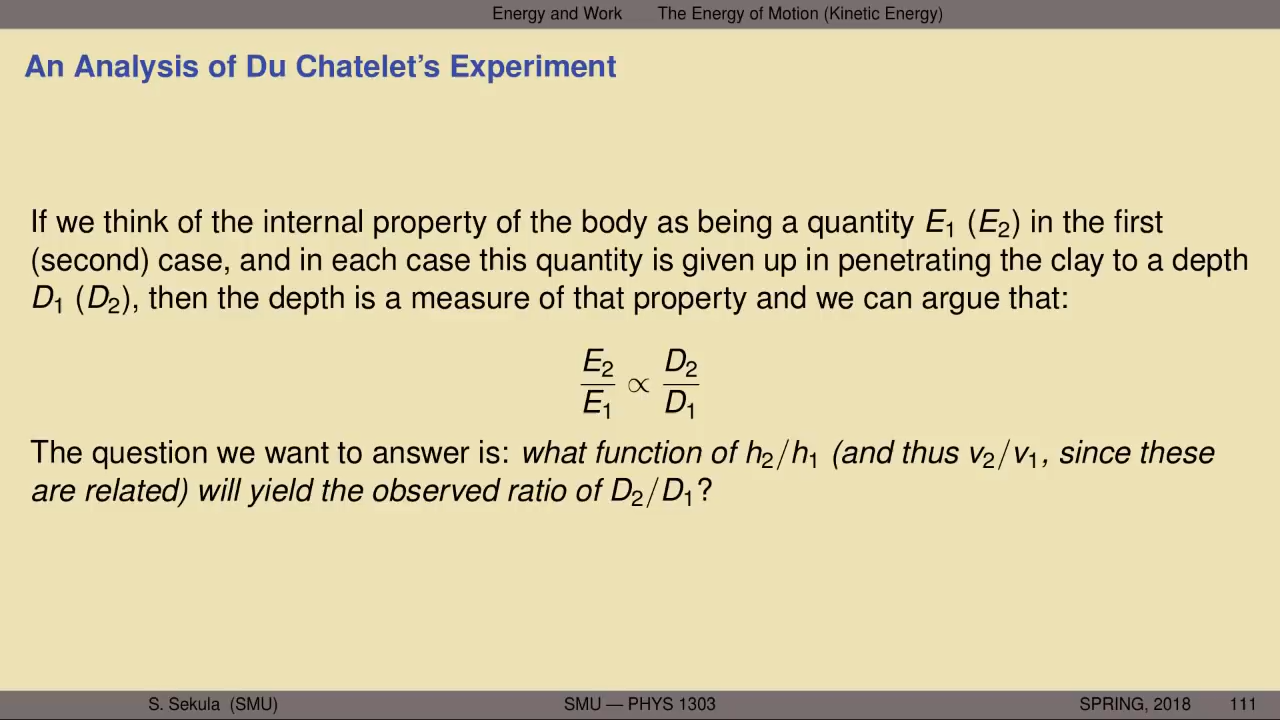 Energy and Work The Energy of Motion (Kinetic Energy)
An Analysis of Du Chatelet’s Experiment
If we think of the internal property of the body as being a quantity E₁ (E₂) in the first
(second) case, and in each case this quantity is given up in penetrating the clay to a depth
D₁ (D₂), then the depth is a measure of that property and we can argue that:
E₂/E₁ ∝ D₂/D₁
The question we want to answer is: what function of h₂/h₁ (and thus v₂/v₁, since these
are related) will yield the observed ratio of D₂/D₁?
S. Sekula (SMU) SMU — PHYS 1303 SPRING, 2018 111